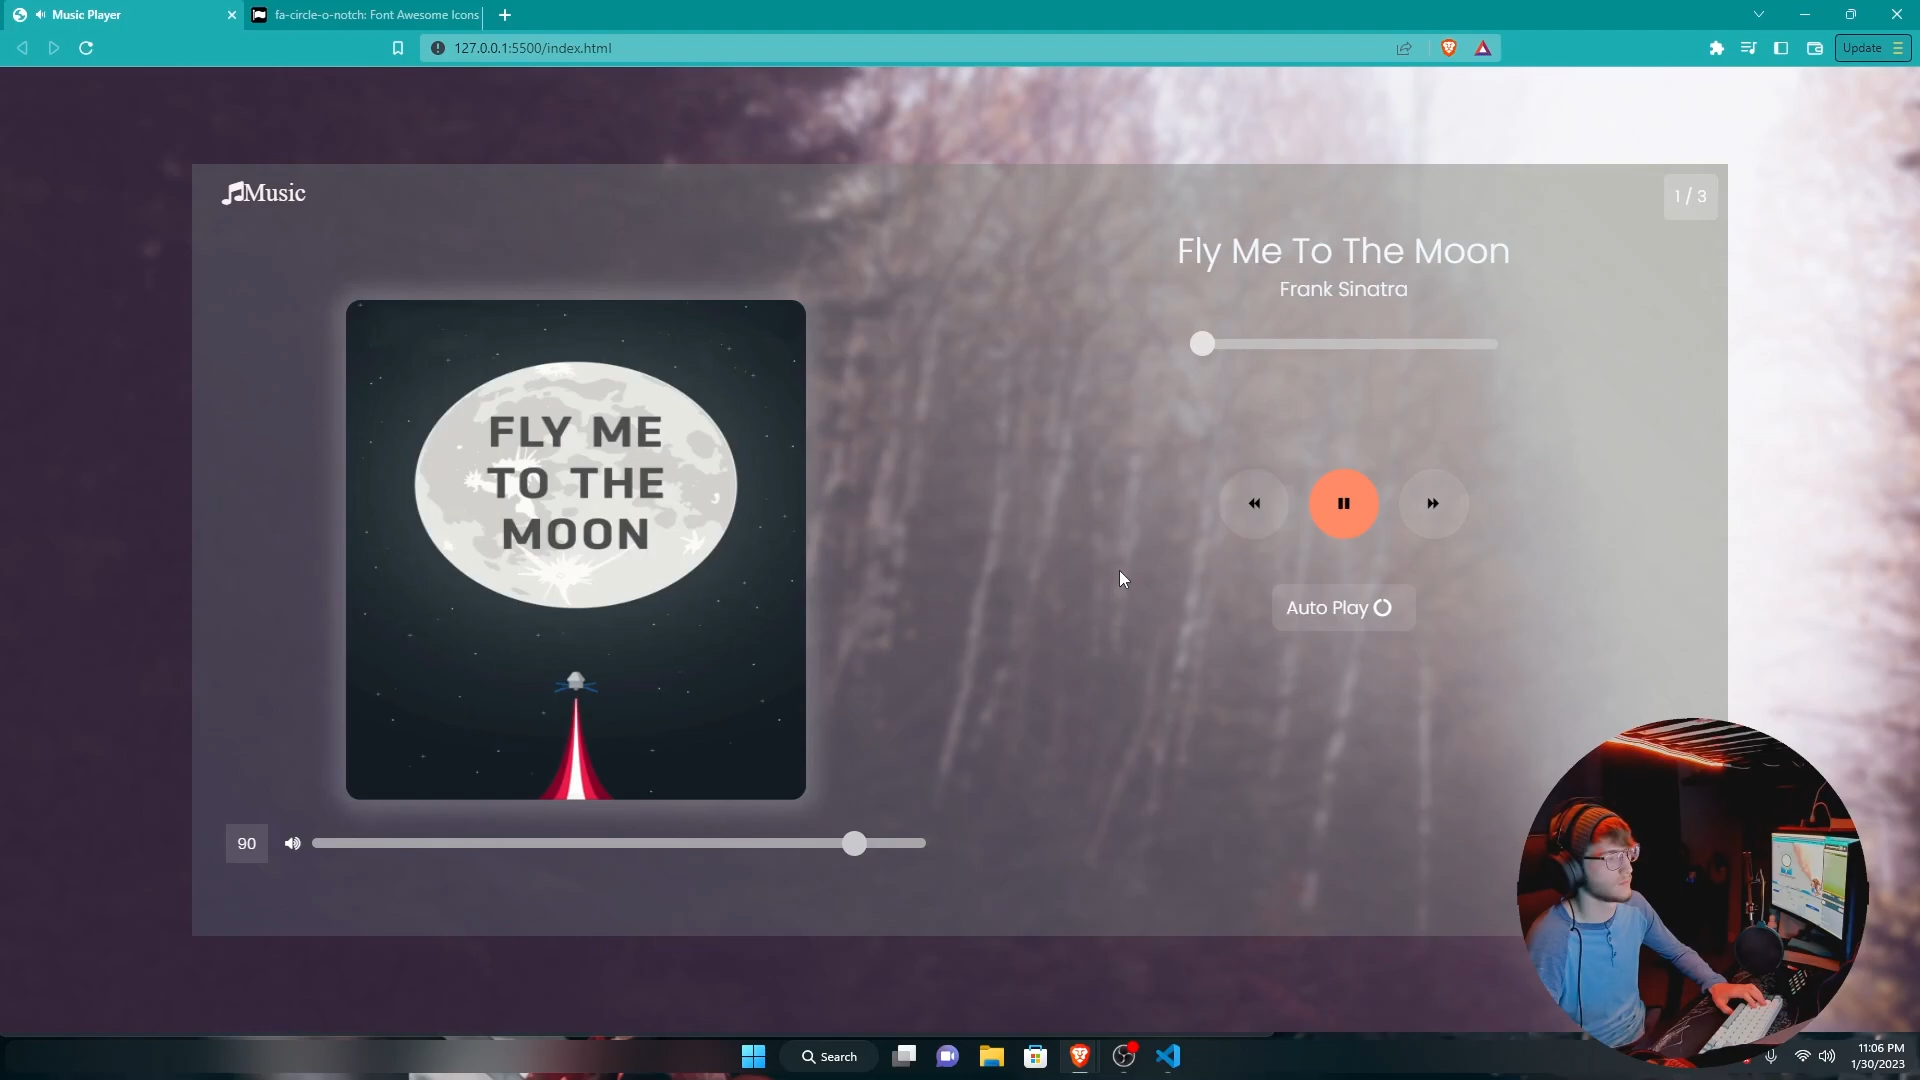 Music Player
fa-circle-o-notch: Font Awesome Icons
127.0.0.1:5500/index.html
Update
Music
1 / 3
Fly Me To The Moon
Frank Sinatra
FLY ME
TO THE
MOON
Auto Play
90
Search
11:06 PM
1/30/2023